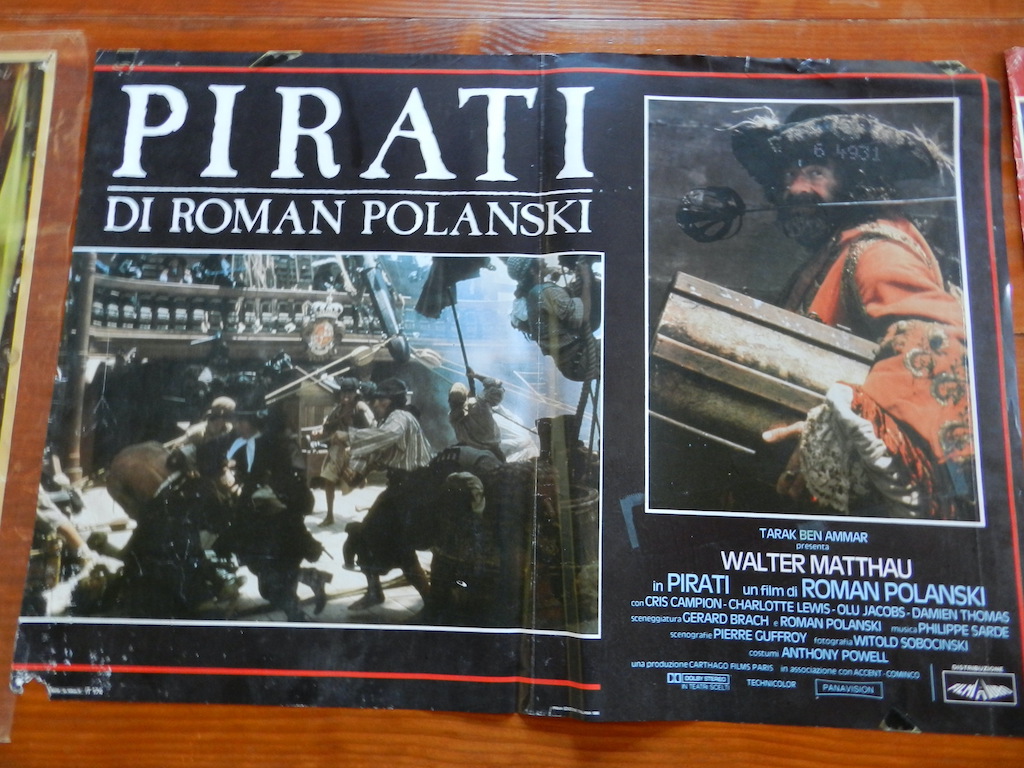 PIRATI
DI ROMAN POLANSKI
6 4931
TARAK BEN AMMAR
presenta
WALTER MATTHAU
in PIRATI un film di ROMAN POLANSKI
con CRIS CAMPION - CHARLOTTE LEWIS - OLU JACOBS - DAMIEN THOMAS
sceneggiatura GERARD BRACH e ROMAN POLANSKI musica PHILIPPE SARDE
scenografie PIERRE GUFFROY fotografia WITOLD SOBOCINSKI
costumi ANTHONY POWELL
una produzione CARTHAGO FILMS PARIS in associazione con ACCENT-COMINCO
DOLBY STEREO
IN TEATRI SCELTI
TECHNICOLOR
PANAVISION
DISTRIBUZIONE